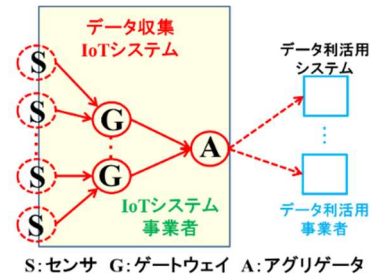 データ収集
IoTシステム
データ利活用
システム
S
S
G
A
S
G
S
IoTシステム
事業者
データ利活用
事業者
S:センサ G:ゲートウェイ A:アグリゲータ